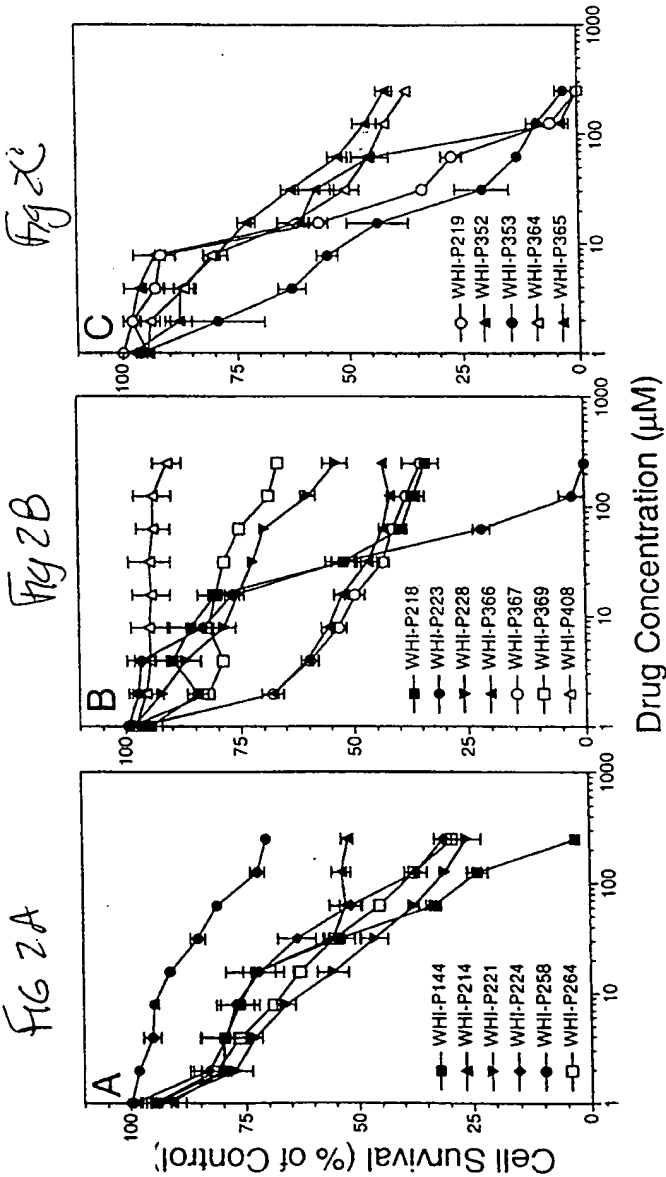 FIG 2A
A
Cell Survival (% of Control)
100
75
50
25
0
1
10
100
1000
WHI-P144
WHI-P214
WHI-P221
WHI-P224
WHI-P258
WHI-P264
Fig 2B
B
100
75
50
25
0
1
10
100
1000
WHI-P218
WHI-P223
WHI-P228
WHI-P366
WHI-P367
WHI-P369
WHI-P408
Fig 2C
C
100
75
50
25
0
1
10
100
1000
WHI-P219
WHI-P352
WHI-P353
WHI-P364
WHI-P365
Drug Concentration (µM)